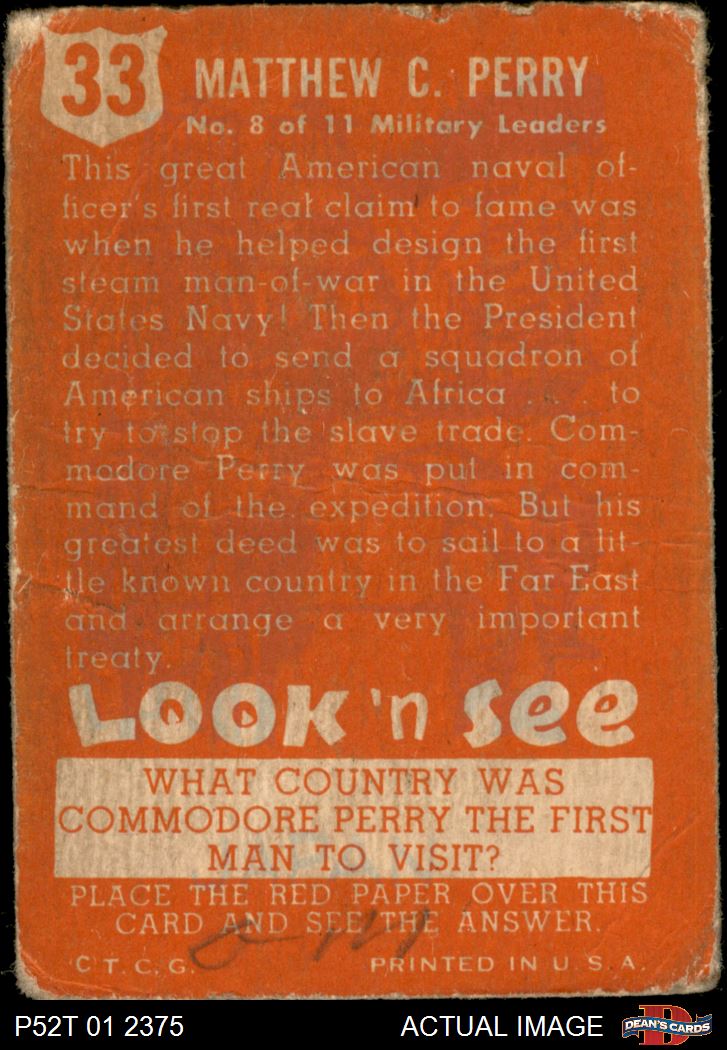 33
MATTHEW C. PERRY
No. 8 of 11 Military Leaders
This great American naval of-
ficer's first real claim to fame was
when he helped design the first
steam man-of-war in the United
States Navy! Then the President
decided to send a squadron of
American ships to Africa . . . to
try to stop the slave trade. Com-
modore Perry was put in com-
mand of the expedition. But his
greatest deed was to sail to a lit-
tle known country in the Far East
and arrange a very important
treaty.
LOOK 'n See
WHAT COUNTRY WAS
COMMODORE PERRY THE FIRST
MAN TO VISIT?
PLACE THE RED PAPER OVER THIS
CARD AND SEE THE ANSWER.
©T. C. G. PRINTED IN U. S. A.
P52T 01 2375 ACTUAL IMAGE DEAN'S CARDS